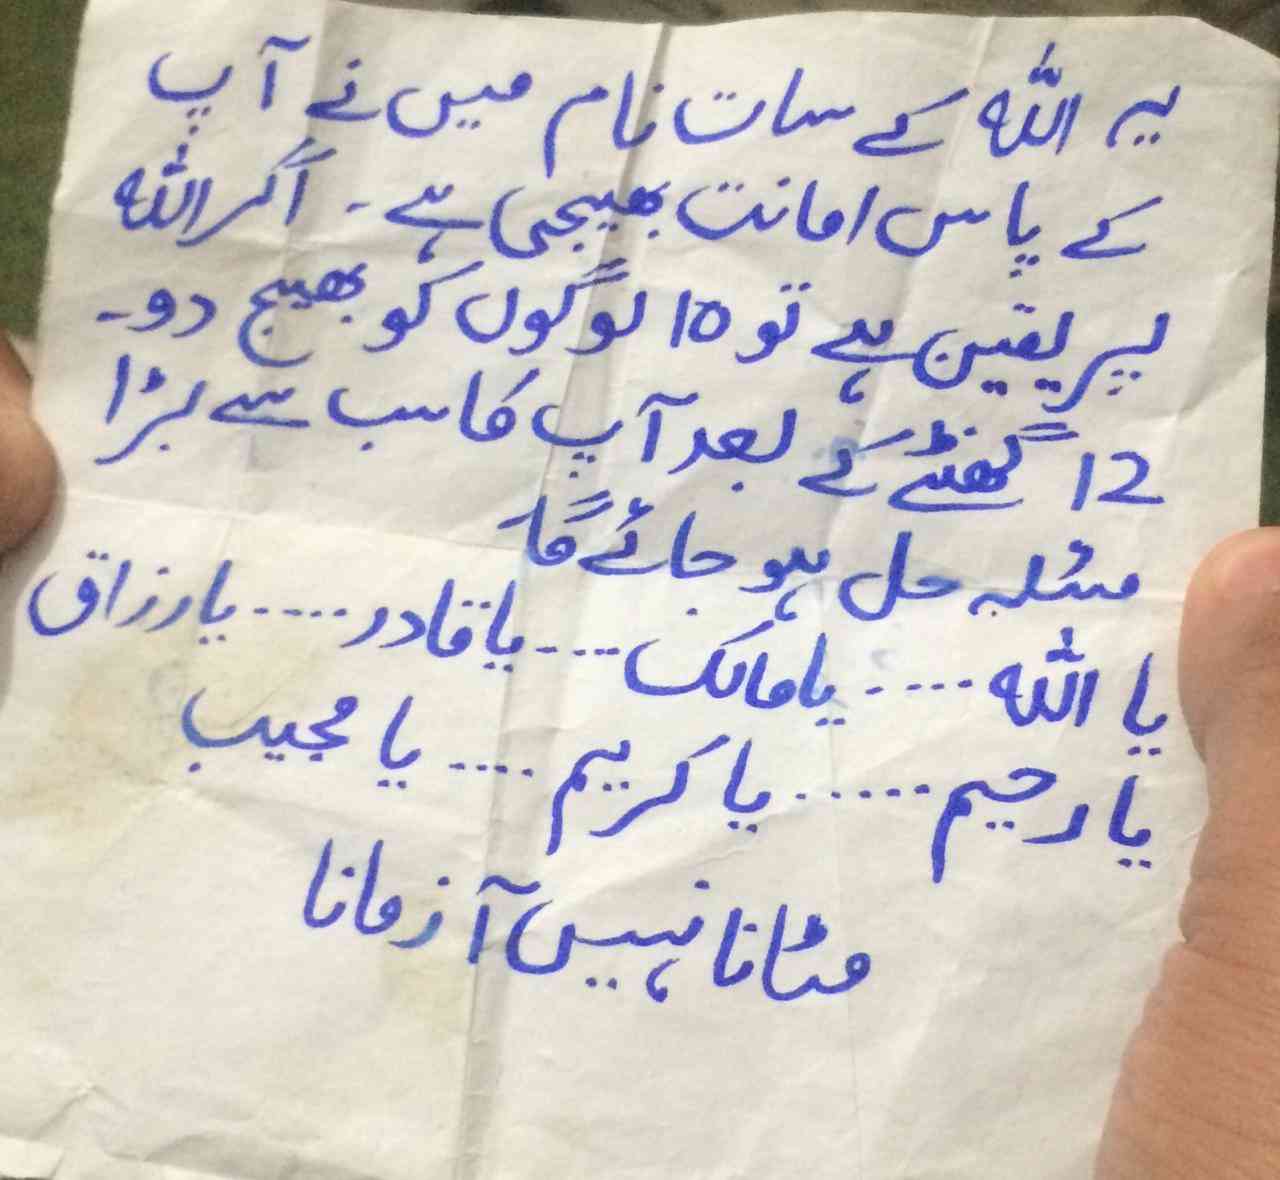 یہ اللہ کے سات نام میں نے آپ
کے پاس امانت بھیجی ہے۔ اگر اللہ
پر یقین ہے تو 10 لوگوں کو بھیج دو۔
12 گھنٹے کے بعد آپ کا سب سے بڑا
مسئلہ حل ہو جائے گا
یا اللہ .... یا مالک .... یا قادر .... یا رزاق
یا رحیم ..... یا کریم .... یا مجیب
مٹانا نہیں آزمانا